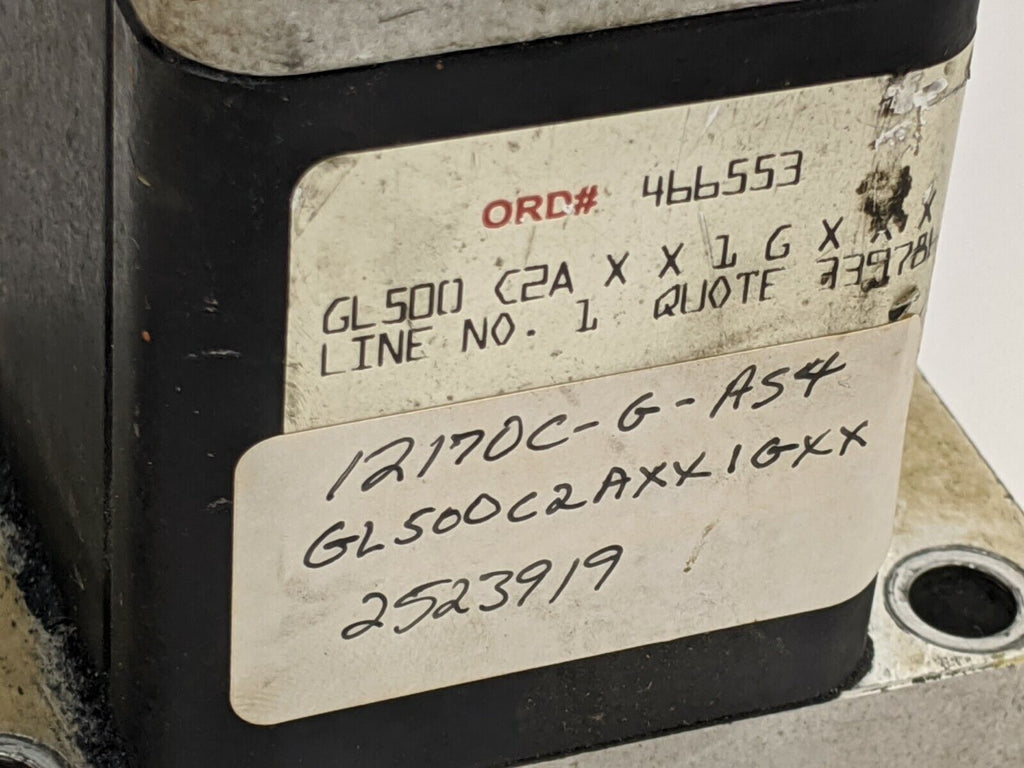 ORD# 466553
GL500 C2A X X 1 G X X X
LINE NO. 1 QUOTE
12170C-G-AS4
GL500C2AXX1GXX
2523919